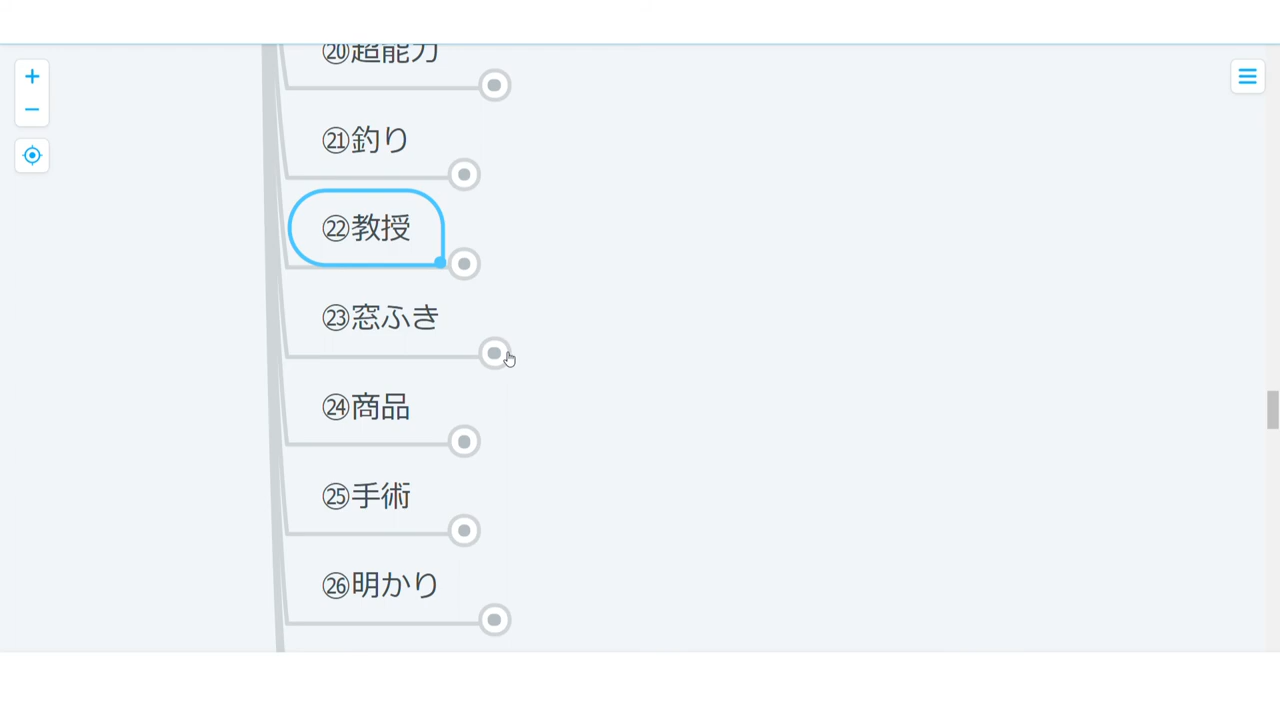 ⑳超能力
㉑釣り
㉒教授
㉓窓ふき
㉔商品
㉕手術
㉖明かり